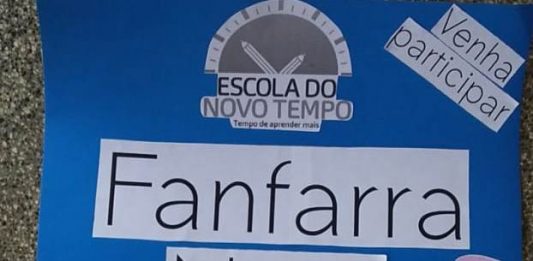 Venha
participar
ESCOLA DO
NOVO TEMPO
Tempo de aprender mais
Fanfarra